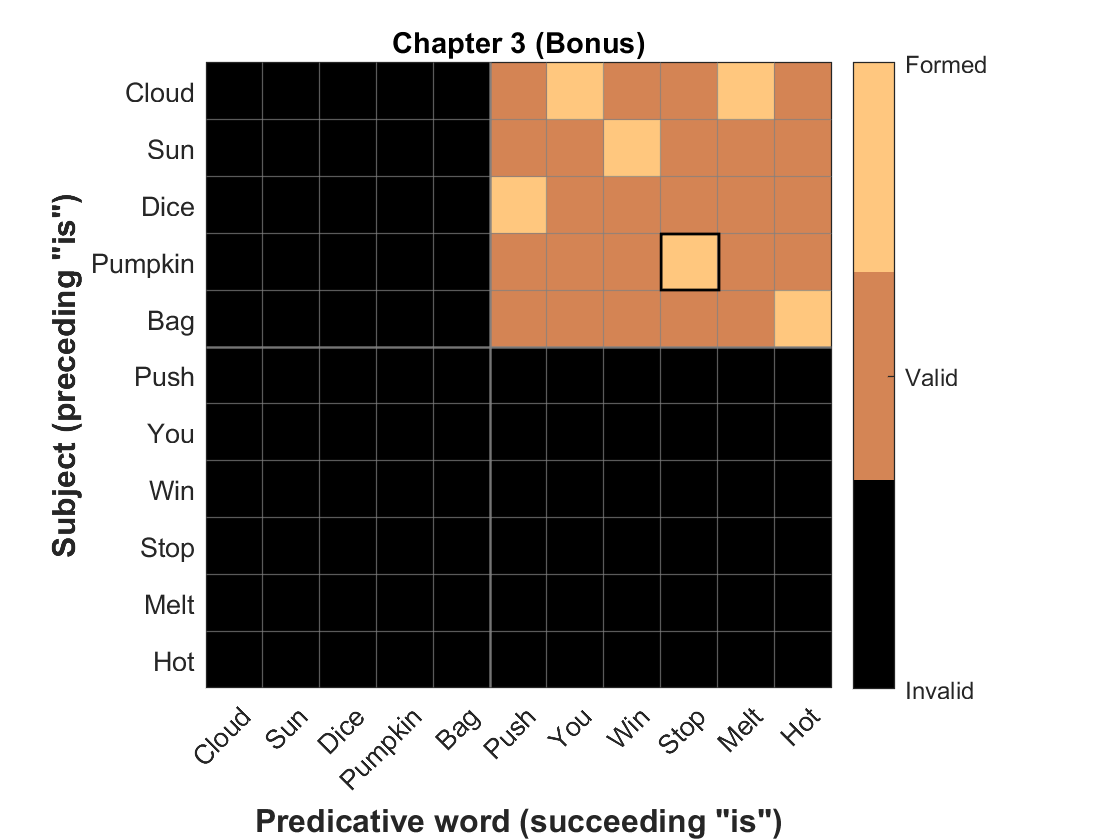 Chapter 3 (Bonus)
Subject (preceding "is")
Cloud
Sun
Dice
Pumpkin
Bag
Push
You
Win
Stop
Melt
Hot
Cloud
Sun
Dice
Pumpkin
Bag
Push
You
Win
Stop
Melt
Hot
Predicative word (succeeding "is")
Formed
Valid
Invalid